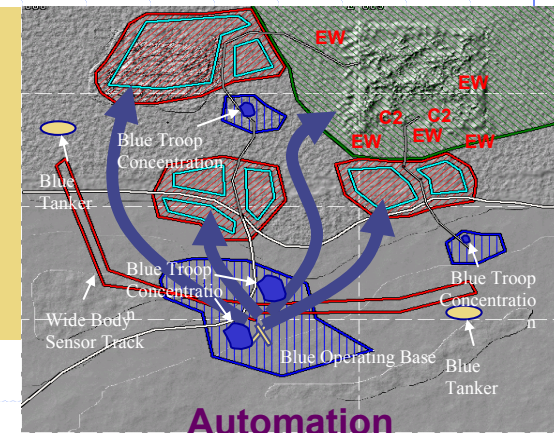 EW
EW
C2
C2
EW
EW
EW
Blue Troop
Concentration
Blue
Tanker
Blue Troop
Concentratio
n
Blue Troop
Concentratio
n
Wide Body
Sensor Track
Blue Operating Base
Blue
Tanker
Automation